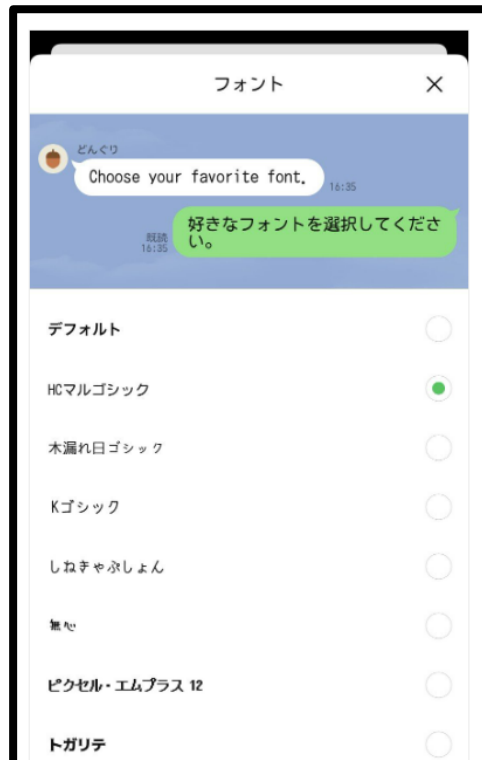 フォント
どんぐり
Choose your favorite font.
16:35
好きなフォントを選択してくださ
い。
既読
16:35
デフォルト
HCマルゴシック
木漏れ日ゴシック
Kゴシック
しねきゃぷしょん
無心
ピクセル・エムプラス 12
トガリテ